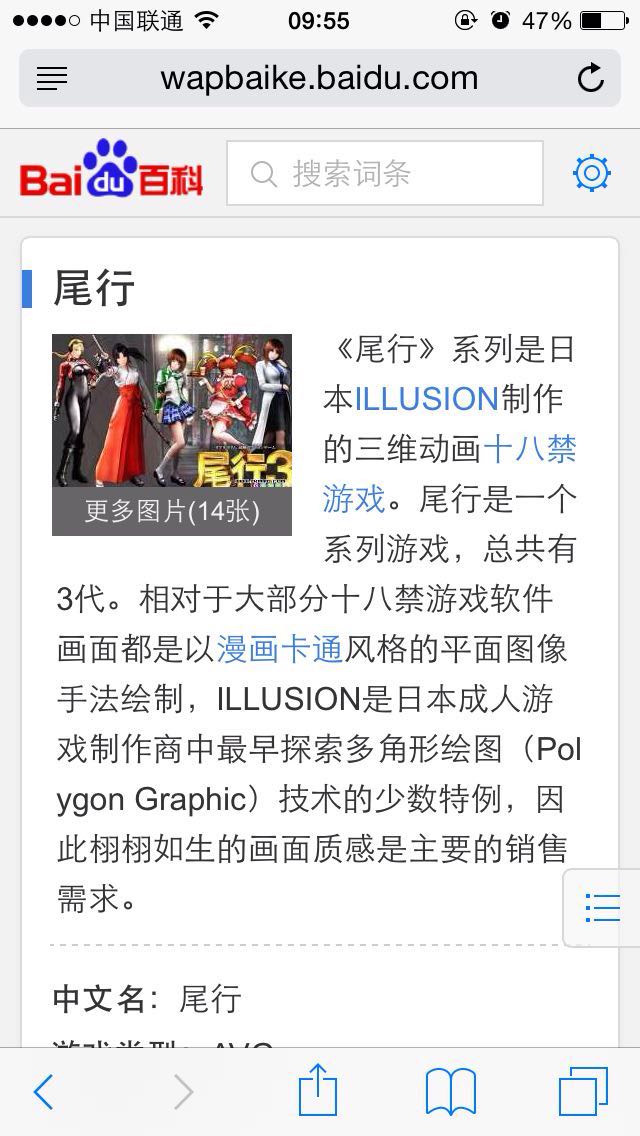 中国联通 09:55 47%
wapbaike.baidu.com
Bai du 百科 搜索词条
尾行
尾行3
更多图片(14张)
《尾行》系列是日
本ILLUSION制作
的三维动画十八禁
游戏。尾行是一个
系列游戏，总共有
3代。相对于大部分十八禁游戏软件
画面都是以漫画卡通风格的平面图像
手法绘制，ILLUSION是日本成人游
戏制作商中最早探索多角形绘图（Pol
ygon Graphic）技术的少数特例，因
此栩栩如生的画面质感是主要的销售
需求。
中文名：尾行
游戏类型：AVG